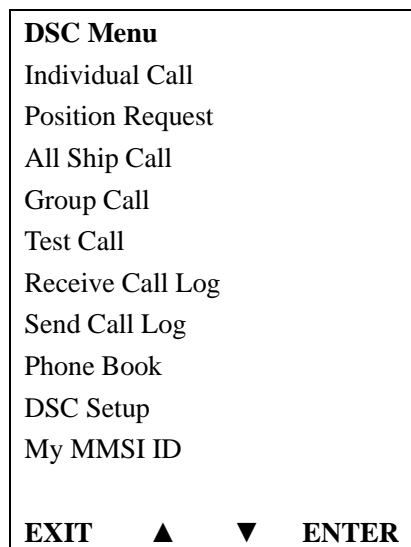 DSC Menu
Individual Call
Position Request
All Ship Call
Group Call
Test Call
Receive Call Log
Send Call Log
Phone Book
DSC Setup
My MMSI ID
EXIT ▲ ▼ ENTER